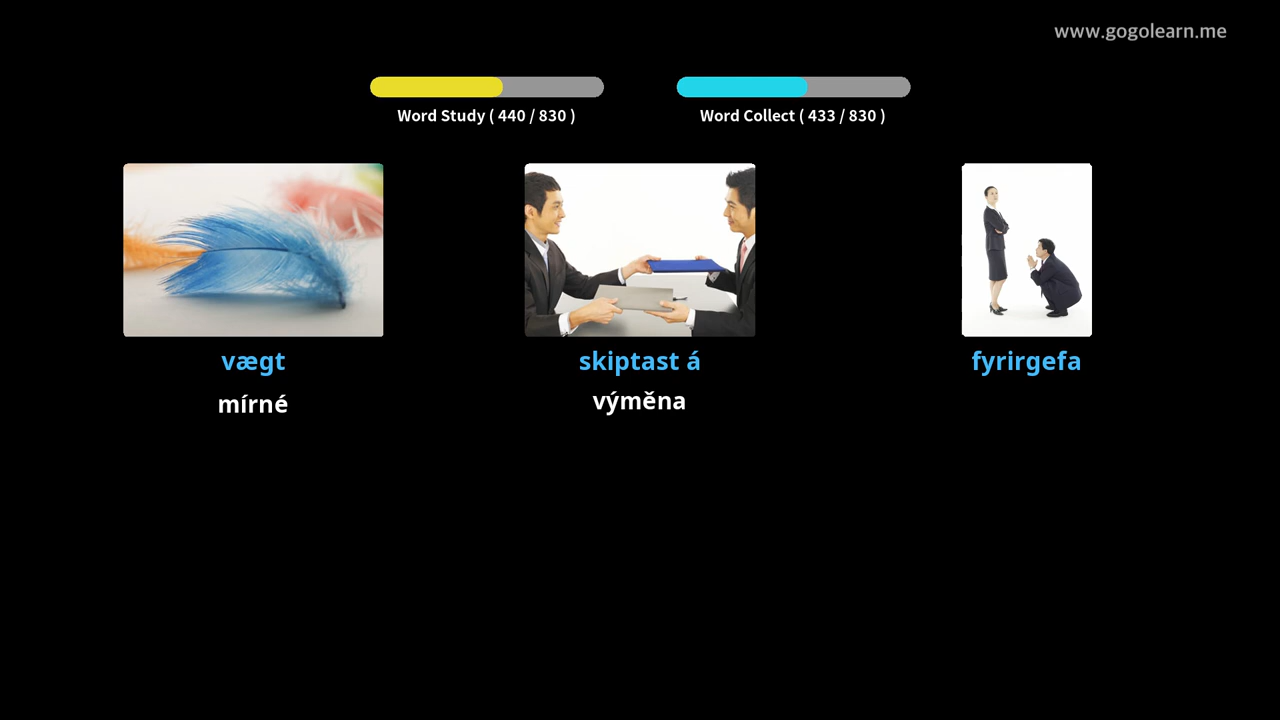 www.gogolearn.me
Word Study ( 440 / 830 )
Word Collect ( 433 / 830 )
vægt
skiptast á
fyrirgefa
mírné
výměna